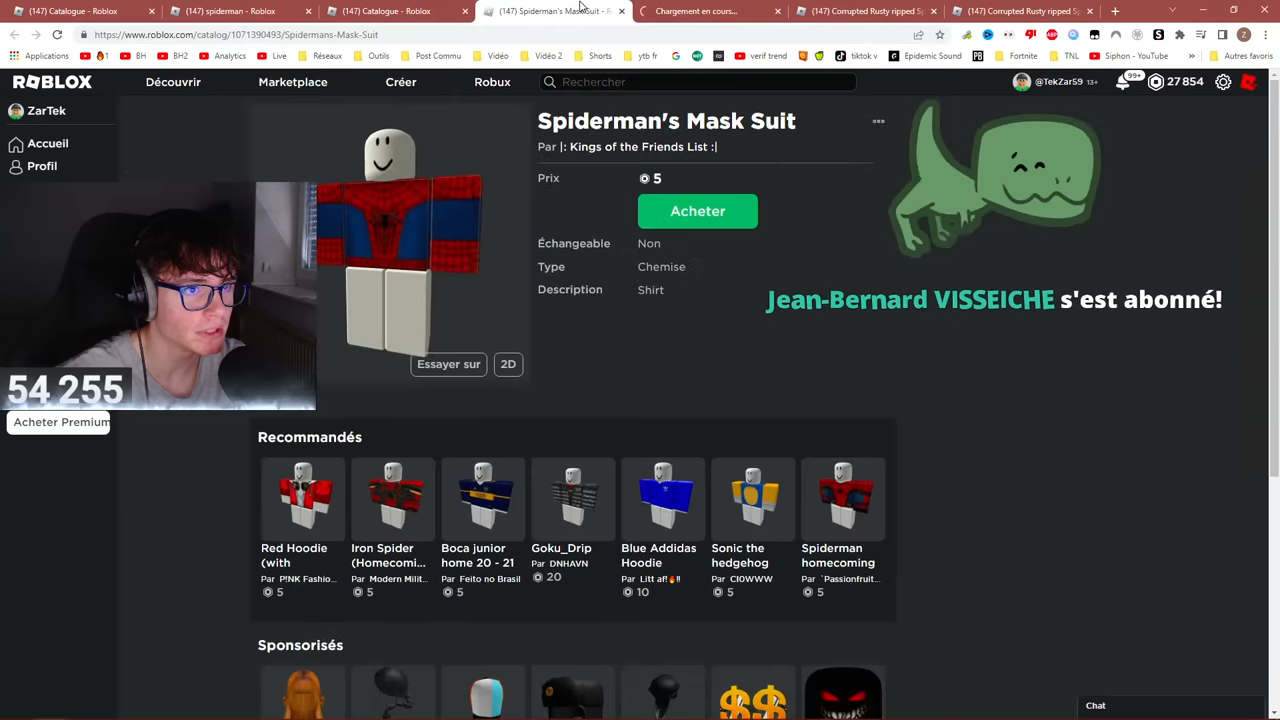 (147) Catalogue - Roblox
(147) spiderman - Roblox
(147) Catalogue - Roblox
(147) Spiderman's Mask Suit - R
Chargement en cours...
(147) Corrupted Rusty ripped Sp
(147) Corrupted Rusty ripped Sp
https://www.roblox.com/catalog/1071390493/Spidermans-Mask-Suit
Applications
BH
BH2
Analytics
Live
Réseaux
Outils
Post Commu
Vidéo
Vidéo 2
Shorts
ytb fr
verif trend
tiktok v
Epidemic Sound
Fortnite
TNL
Siphon - YouTube
Autres favoris
ROBLOX
Découvrir
Marketplace
Créer
Robux
Rechercher
@TekZar59 13+
99+
27 854
ZarTek
Accueil
Profil
54 255
Acheter Premium
Spiderman's Mask Suit
Par |: Kings of the Friends List :|
Prix
5
Acheter
Échangeable
Non
Type
Chemise
Description
Shirt
Essayer sur
2D
Jean-Bernard VISSEICHE s'est abonné!
Recommandés
Red Hoodie (with
Par P!NK Fashio...
5
Iron Spider (Homecomi...
Par Modern Milit...
5
Boca junior home 20 - 21
Par Feito no Brasil
5
Goku_Drip
Par DNHAVN
20
Blue Addidas Hoodie
Par Litt af!🔥!!
10
Sonic the hedgehog
Par CI0WWW
5
Spiderman homecoming
Par `Passionfruit...
5
Sponsorisés
Chat